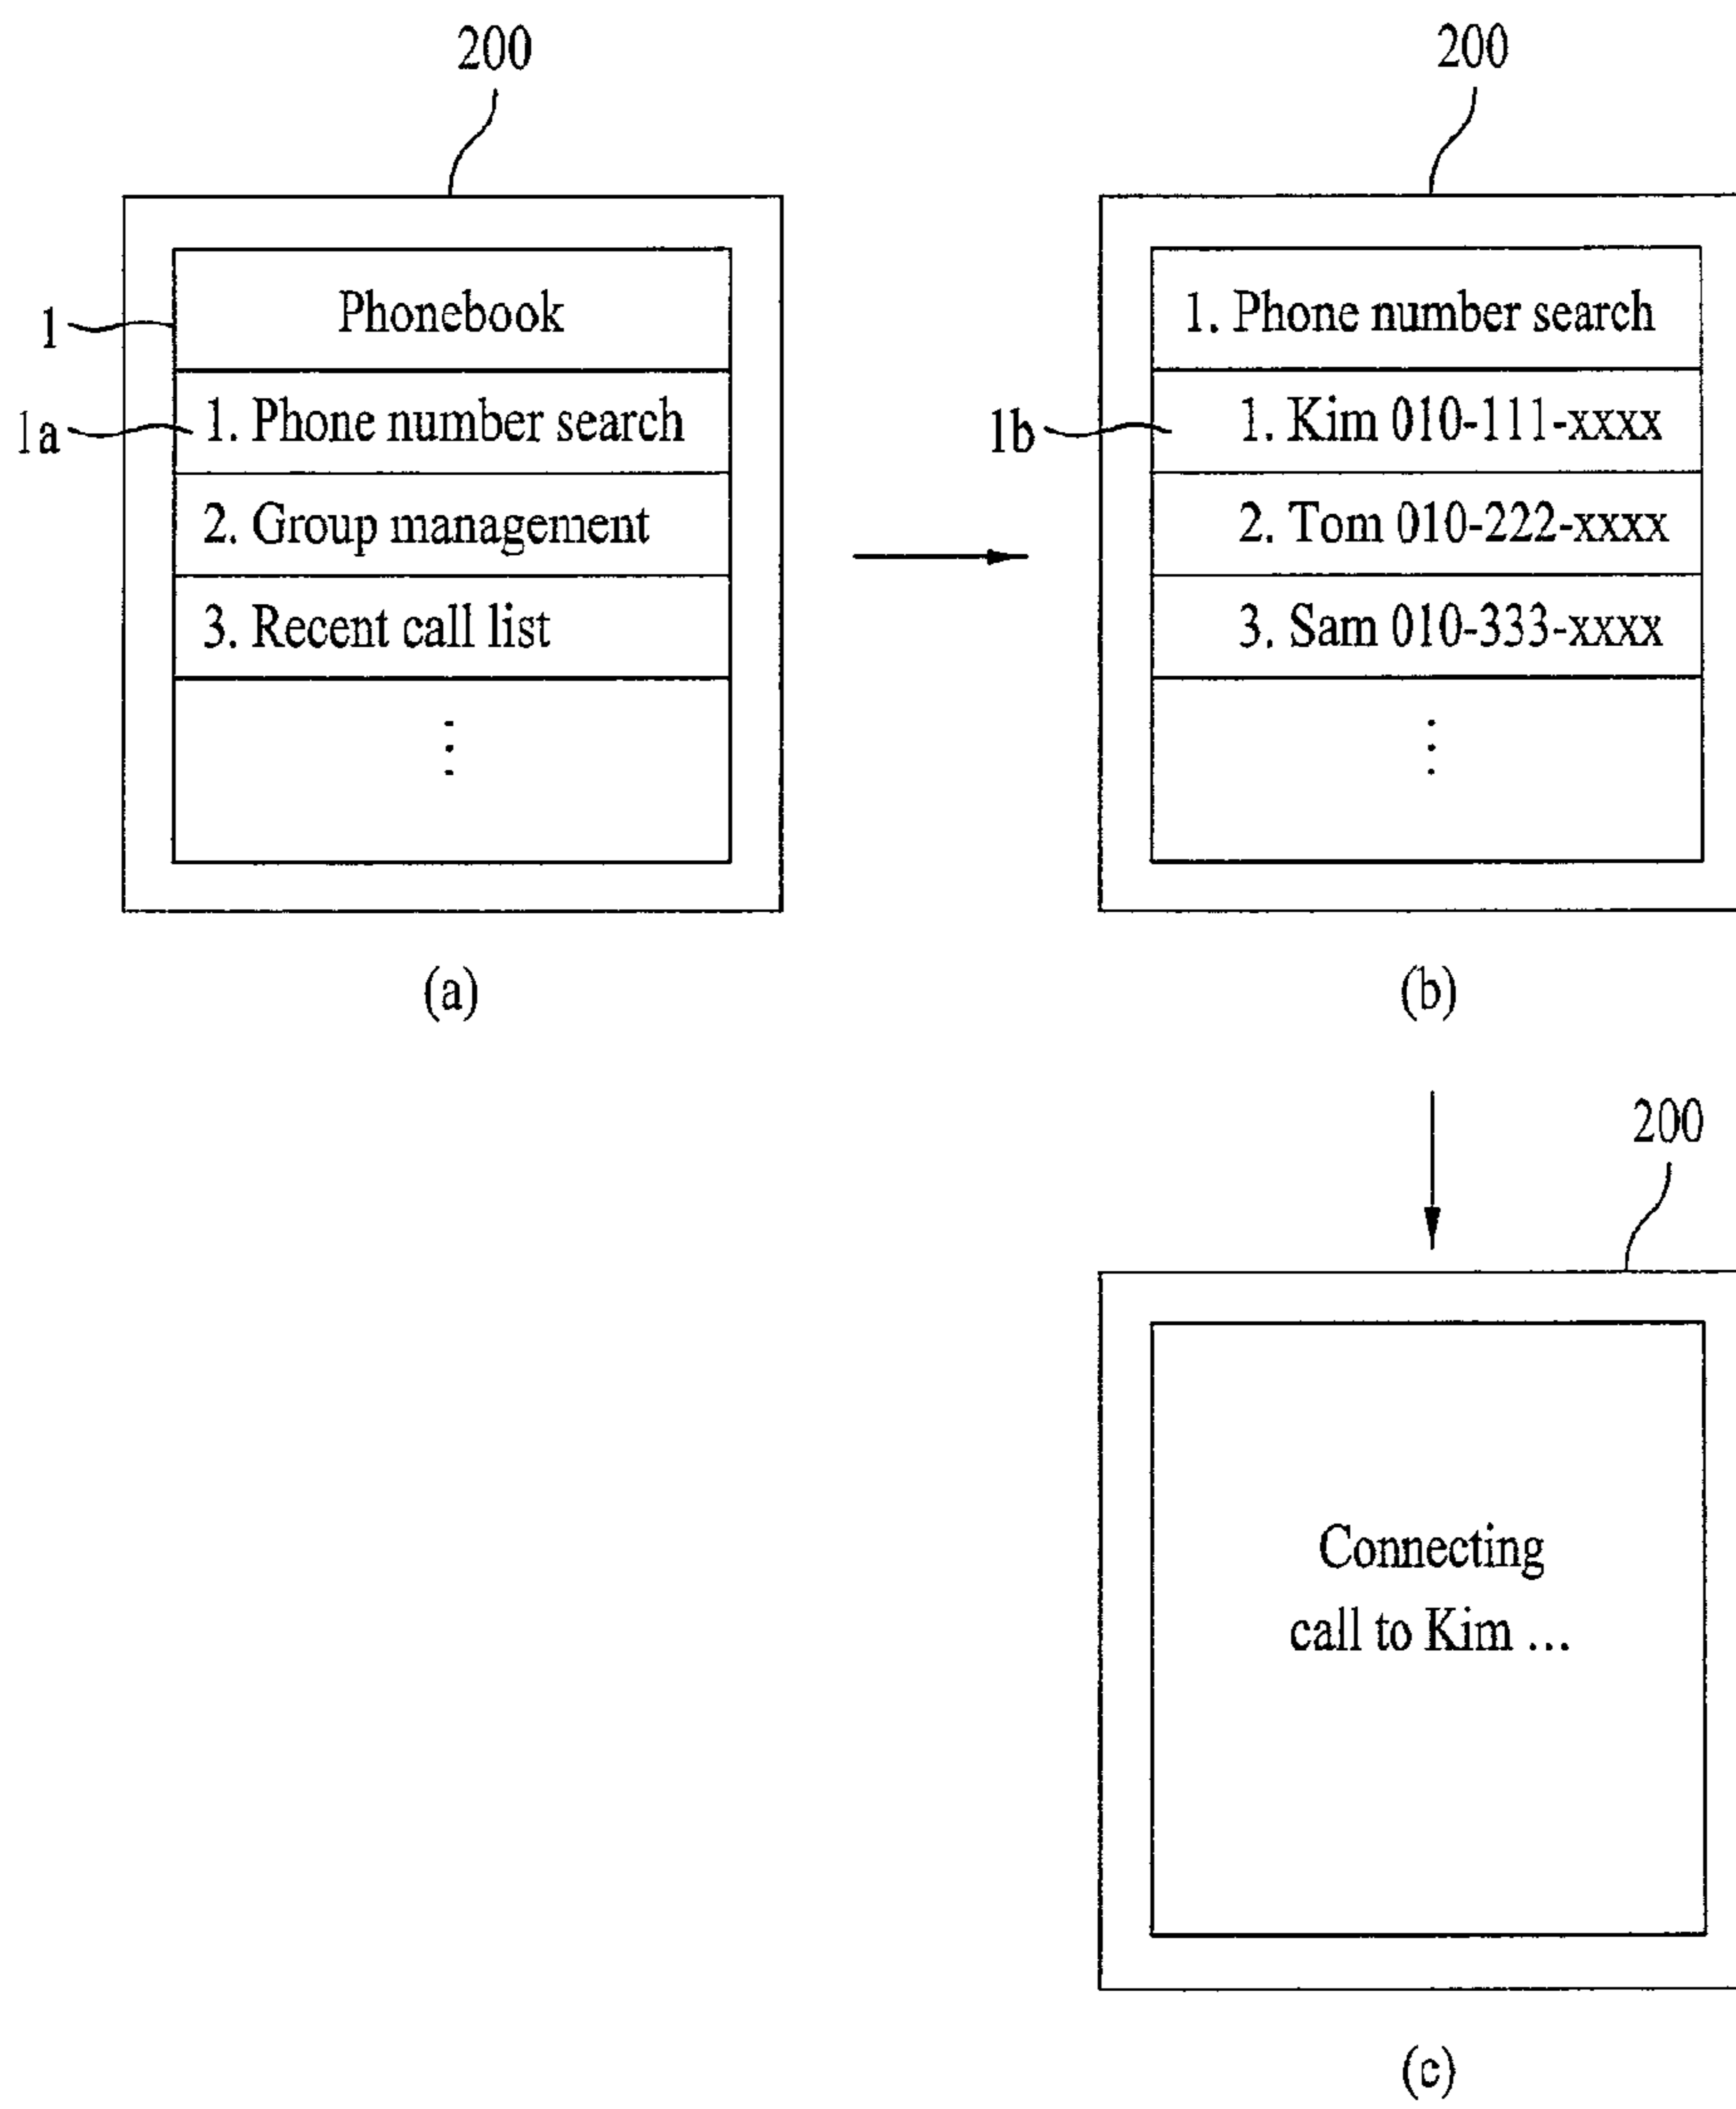 200
1
Phonebook
1a
1. Phone number search
2. Group management
3. Recent call list
⋮
(a)
200
1. Phone number search
1b
1. Kim 010-111-xxxx
2. Tom 010-222-xxxx
3. Sam 010-333-xxxx
⋮
(b)
200
Connecting
call to Kim ...
(c)